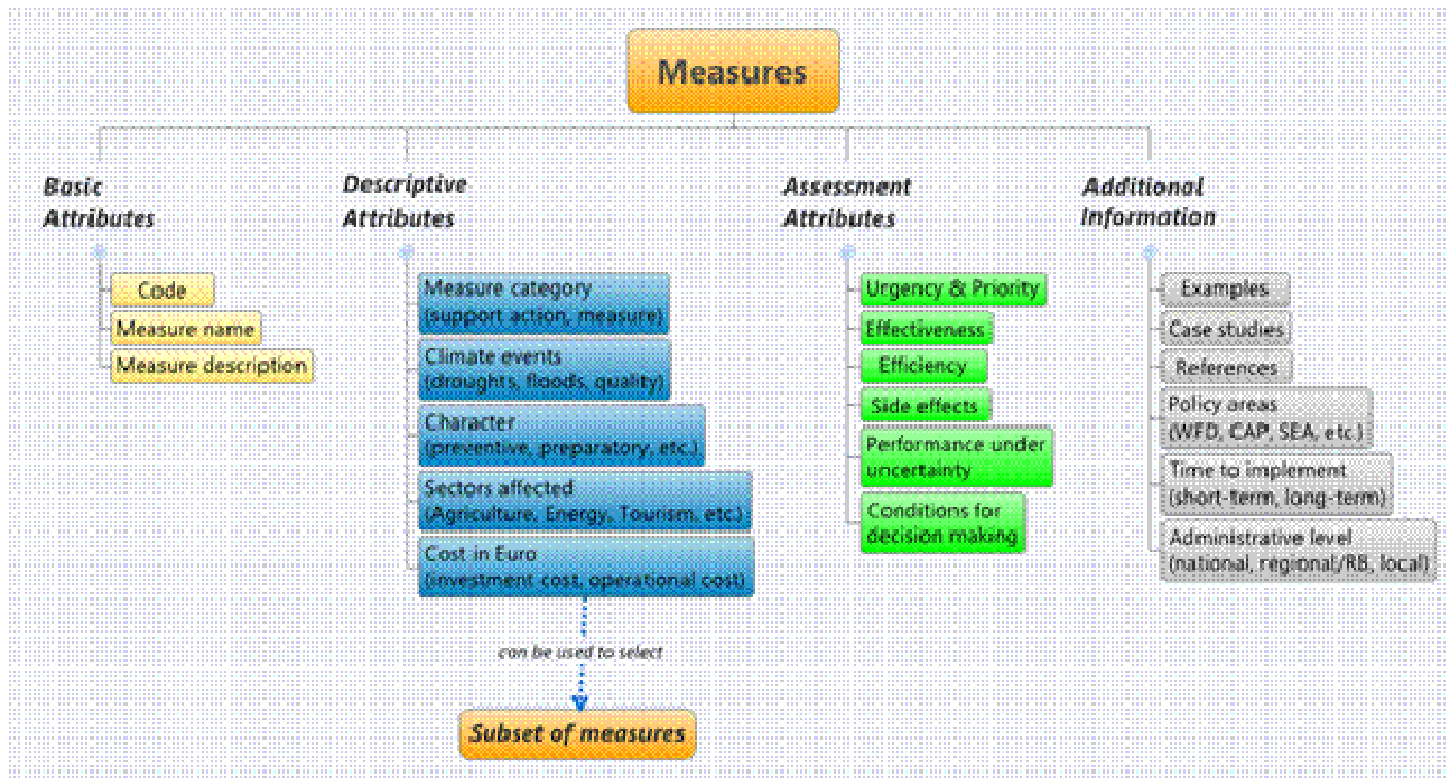 Measures
Basic
Attributes
Code
Measure name
Measure description
Descriptive
Attributes
Measure category
(support action, measure)
Climate events
(droughts, floods, quality)
Character
(preventive, preparatory, etc.)
Sectors affected
(Agriculture, Energy, Tourism, etc.)
Cost in Euro
(investment cost, operational cost)
can be used to select
Subset of measures
Assessment
Attributes
Urgency & Priority
Effectiveness
Efficiency
Side effects
Performance under
uncertainty
Conditions for
decision making
Additional
Information
Examples
Case studies
References
Policy areas
(WFD, CAP, SEA, etc.)
Time to implement
(short-term, long-term)
Administrative level
(national, regional/RB, local)